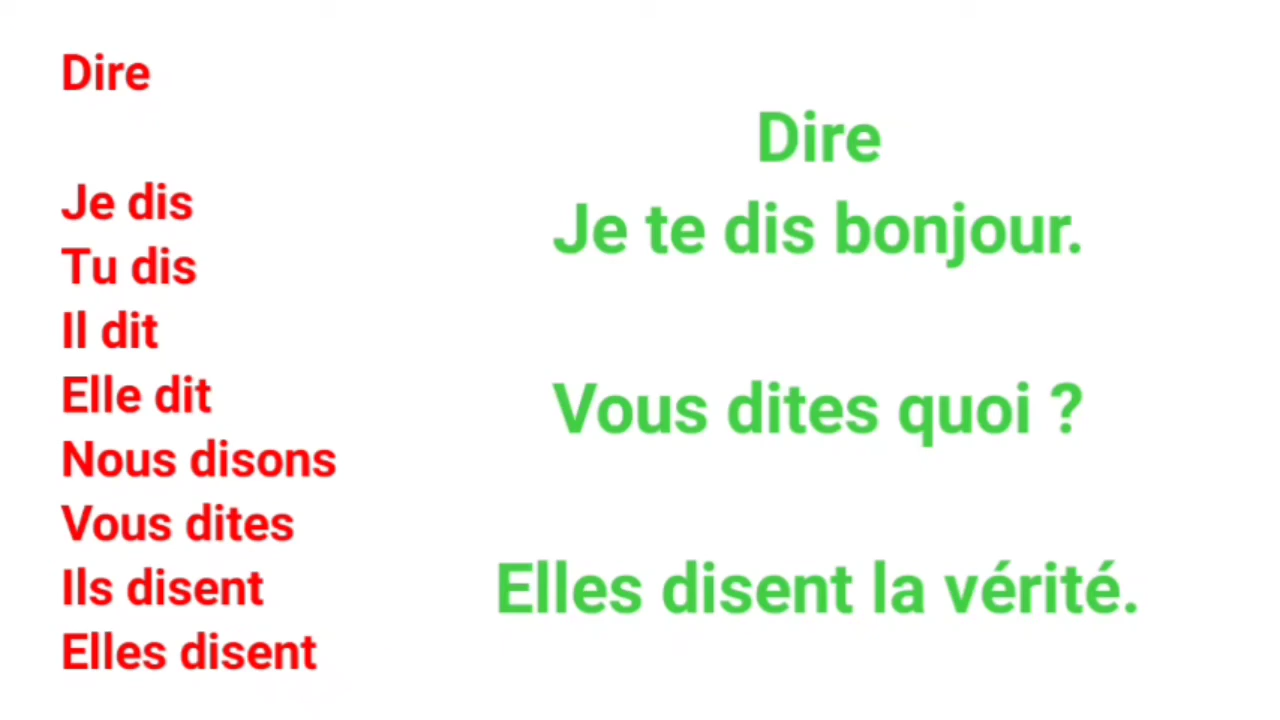 Dire
Je dis
Tu dis
Il dit
Elle dit
Nous disons
Vous dites
Ils disent
Elles disent
Dire
Je te dis bonjour.
Vous dites quoi ?
Elles disent la vérité.